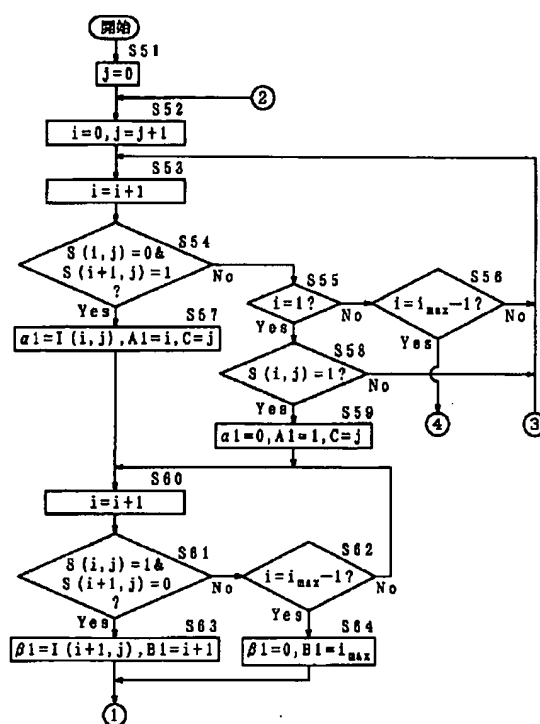 開始
S51
j=0
②
S52
i=0,j=j+1
S53
i=i+1
S(i,j)=0&
S(i+1,j)=1
?
S54
No
Yes
S55
i=1?
No
Yes
S56
i=imax-1?
No
Yes
S57
α1=I(i,j),A1=i,C=j
S58
S(i,j)=1?
No
Yes
④
③
S59
α1=0,A1=1,C=j
S60
i=i+1
S61
S(i,j)=1&
S(i+1,j)=0
?
No
Yes
S62
i=imax-1?
No
Yes
S63
β1=I(i+1,j),B1=i+1
S64
β1=0,B1=imax
①